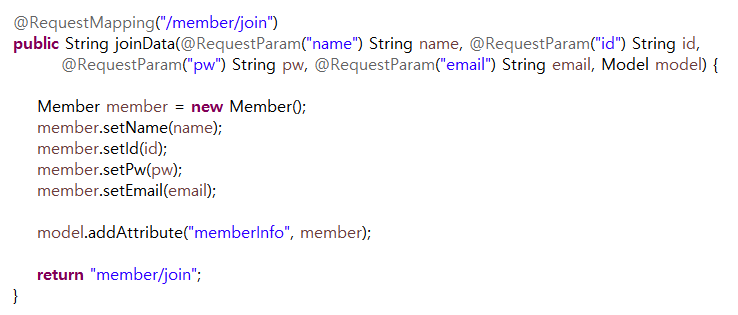 @RequestMapping("/member/join")
public String joinData(@RequestParam("name") String name, @RequestParam("id") String id,
@RequestParam("pw") String pw, @RequestParam("email") String email, Model model) {
Member member = new Member();
member.setName(name);
member.setId(id);
member.setPw(pw);
member.setEmail(email);
model.addAttribute("memberInfo", member);
return "member/join";
}